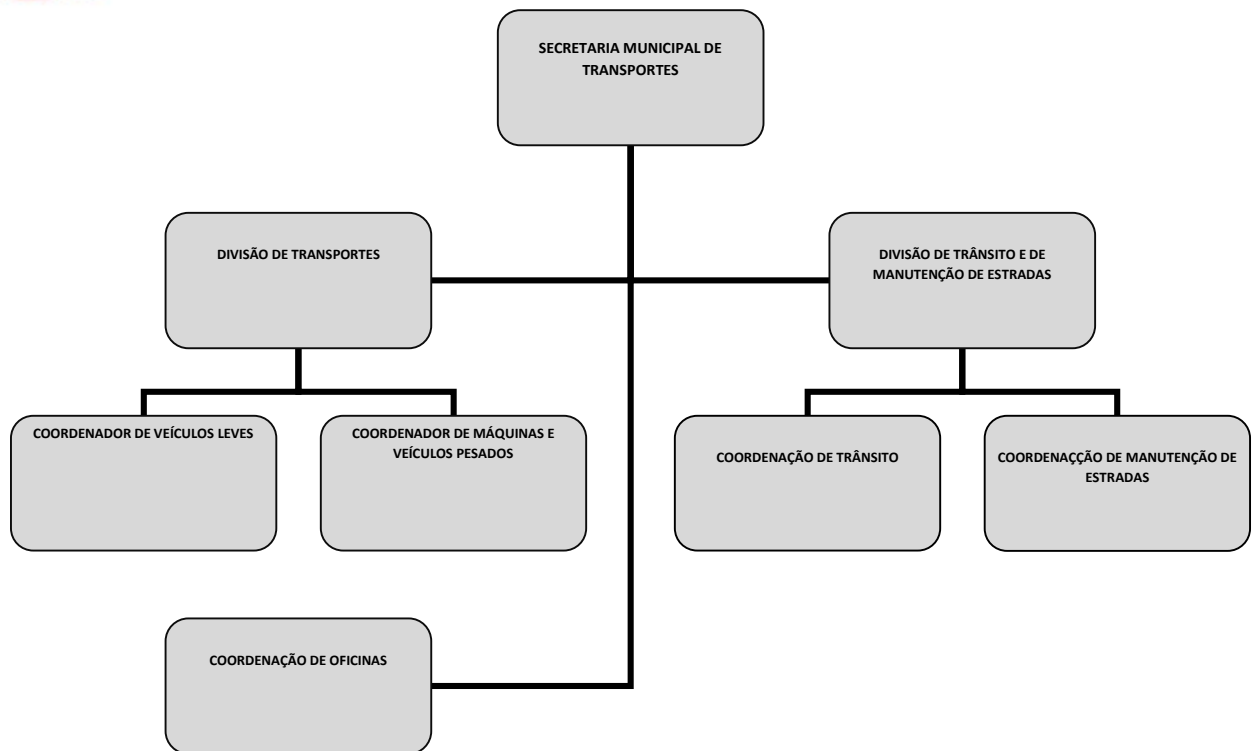 SECRETARIA MUNICIPAL DE
TRANSPORTES
DIVISÃO DE TRANSPORTES
DIVISÃO DE TRÂNSITO E DE
MANUTENÇÃO DE ESTRADAS
COORDENADOR DE VEÍCULOS LEVES
COORDENADOR DE MÁQUINAS E
VEÍCULOS PESADOS
COORDENAÇÃO DE TRÂNSITO
COORDENAÇÇÃO DE MANUTENÇÃO DE
ESTRADAS
COORDENAÇÃO DE OFICINAS